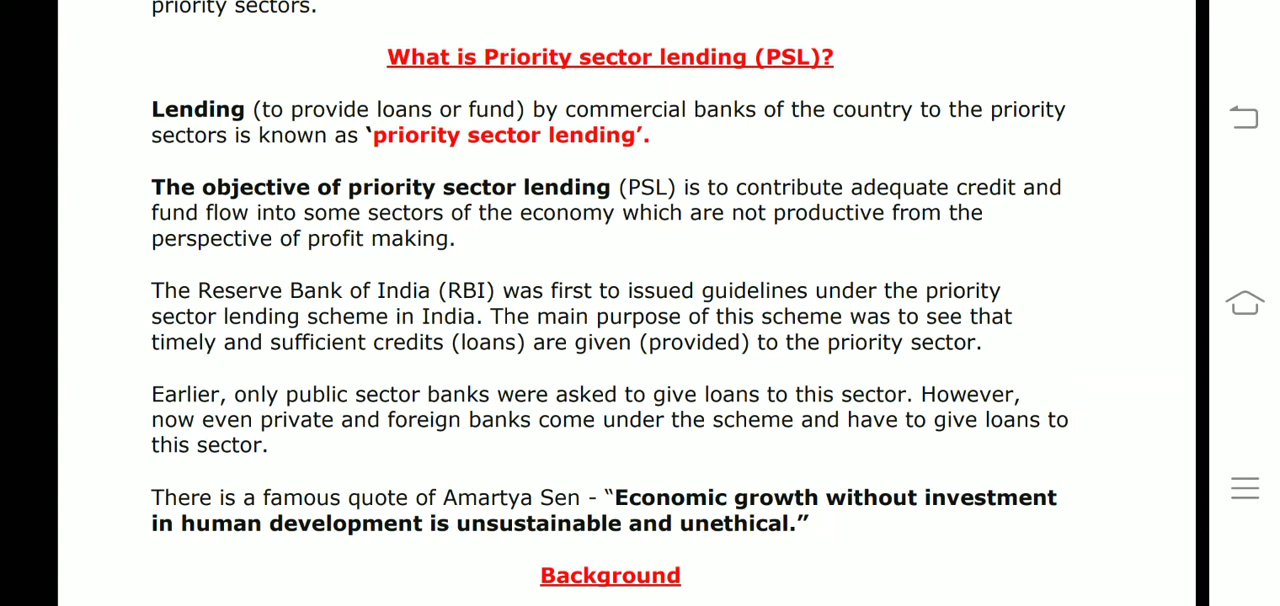 priority sectors.
What is Priority sector lending (PSL)?
Lending (to provide loans or fund) by commercial banks of the country to the priority
sectors is known as ‘priority sector lending’.
The objective of priority sector lending (PSL) is to contribute adequate credit and
fund flow into some sectors of the economy which are not productive from the
perspective of profit making.
The Reserve Bank of India (RBI) was first to issued guidelines under the priority
sector lending scheme in India. The main purpose of this scheme was to see that
timely and sufficient credits (loans) are given (provided) to the priority sector.
Earlier, only public sector banks were asked to give loans to this sector. However,
now even private and foreign banks come under the scheme and have to give loans to
this sector.
There is a famous quote of Amartya Sen - “Economic growth without investment
in human development is unsustainable and unethical.”
Background